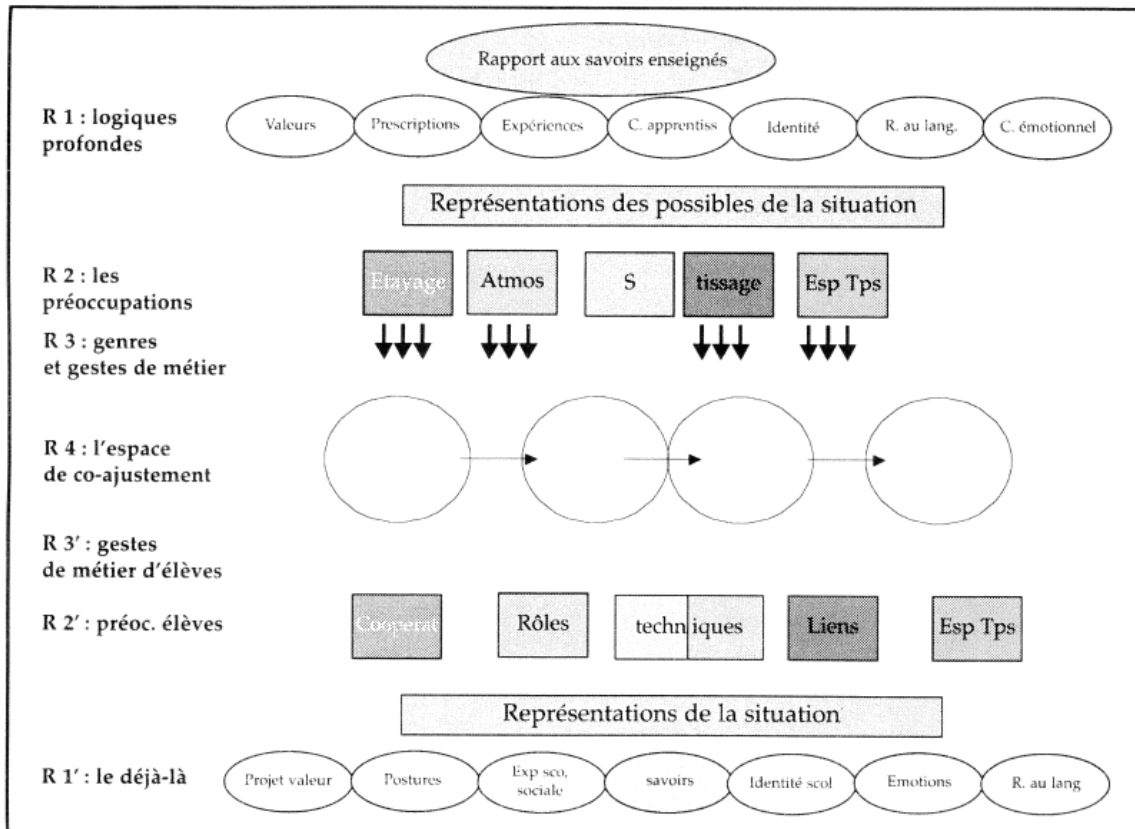 Rapport aux savoirs enseignés
R 1 : logiques
profondes
Valeurs
Prescriptions
Expériences
C. apprentiss
Identité
R. au lang.
C. émotionnel
Représentations des possibles de la situation
R 2 : les
préoccupations
Etayage
Atmos
S
tissage
Esp Tps
R 3 : genres
et gestes de métier
R 4 : l'espace
de co-ajustement
R 3' : gestes
de métier d'élèves
R 2' : préoc. élèves
Cooperat
Rôles
techniques
Liens
Esp Tps
Représentations de la situation
R 1' : le déjà-là
Projet valeur
Postures
Exp sco,
sociale
savoirs
Identité scol
Emotions
R. au lang